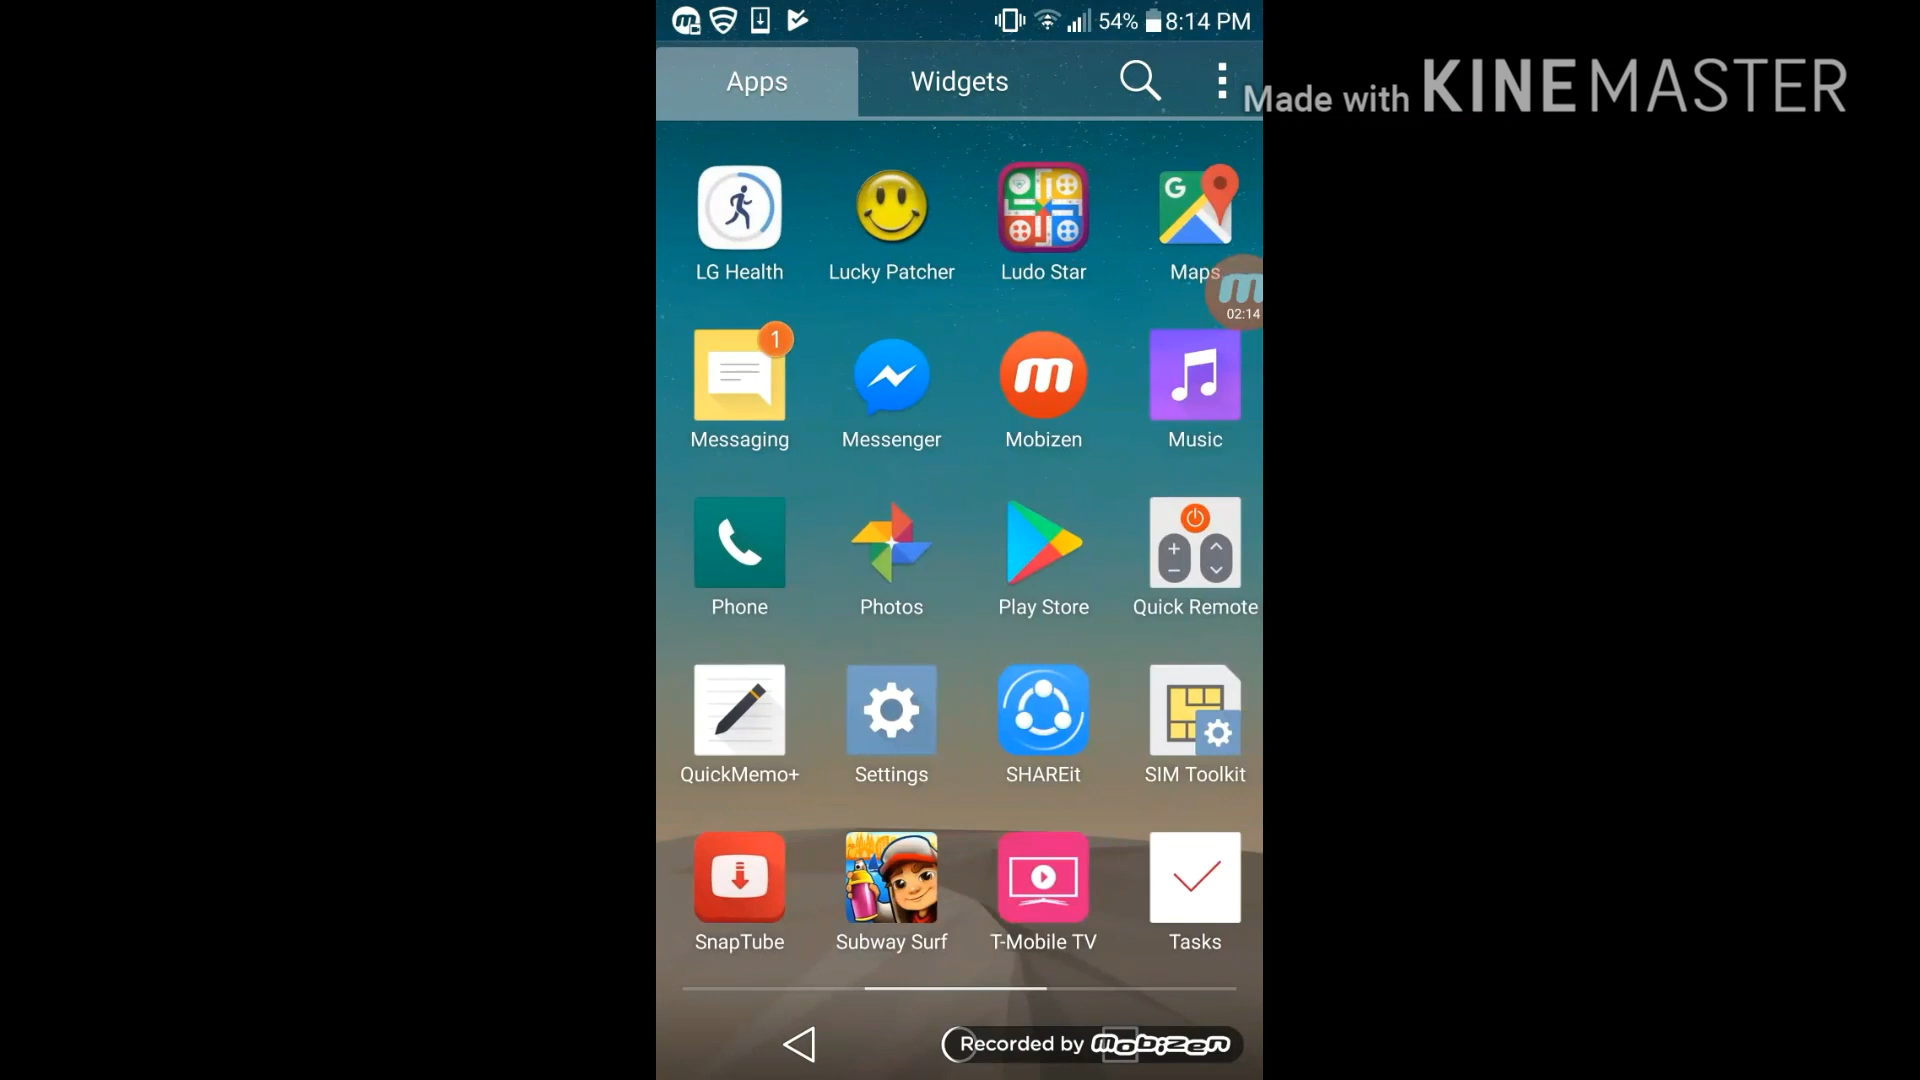 54% 8:14 PM
Apps Widgets
Made with KINEMASTER
LG Health Lucky Patcher Ludo Star Maps
02:14
1
Messaging Messenger Mobizen Music
Phone Photos Play Store Quick Remote
QuickMemo+ Settings SHAREit SIM Toolkit
SnapTube Subway Surf T-Mobile TV Tasks
Recorded by Mobizen